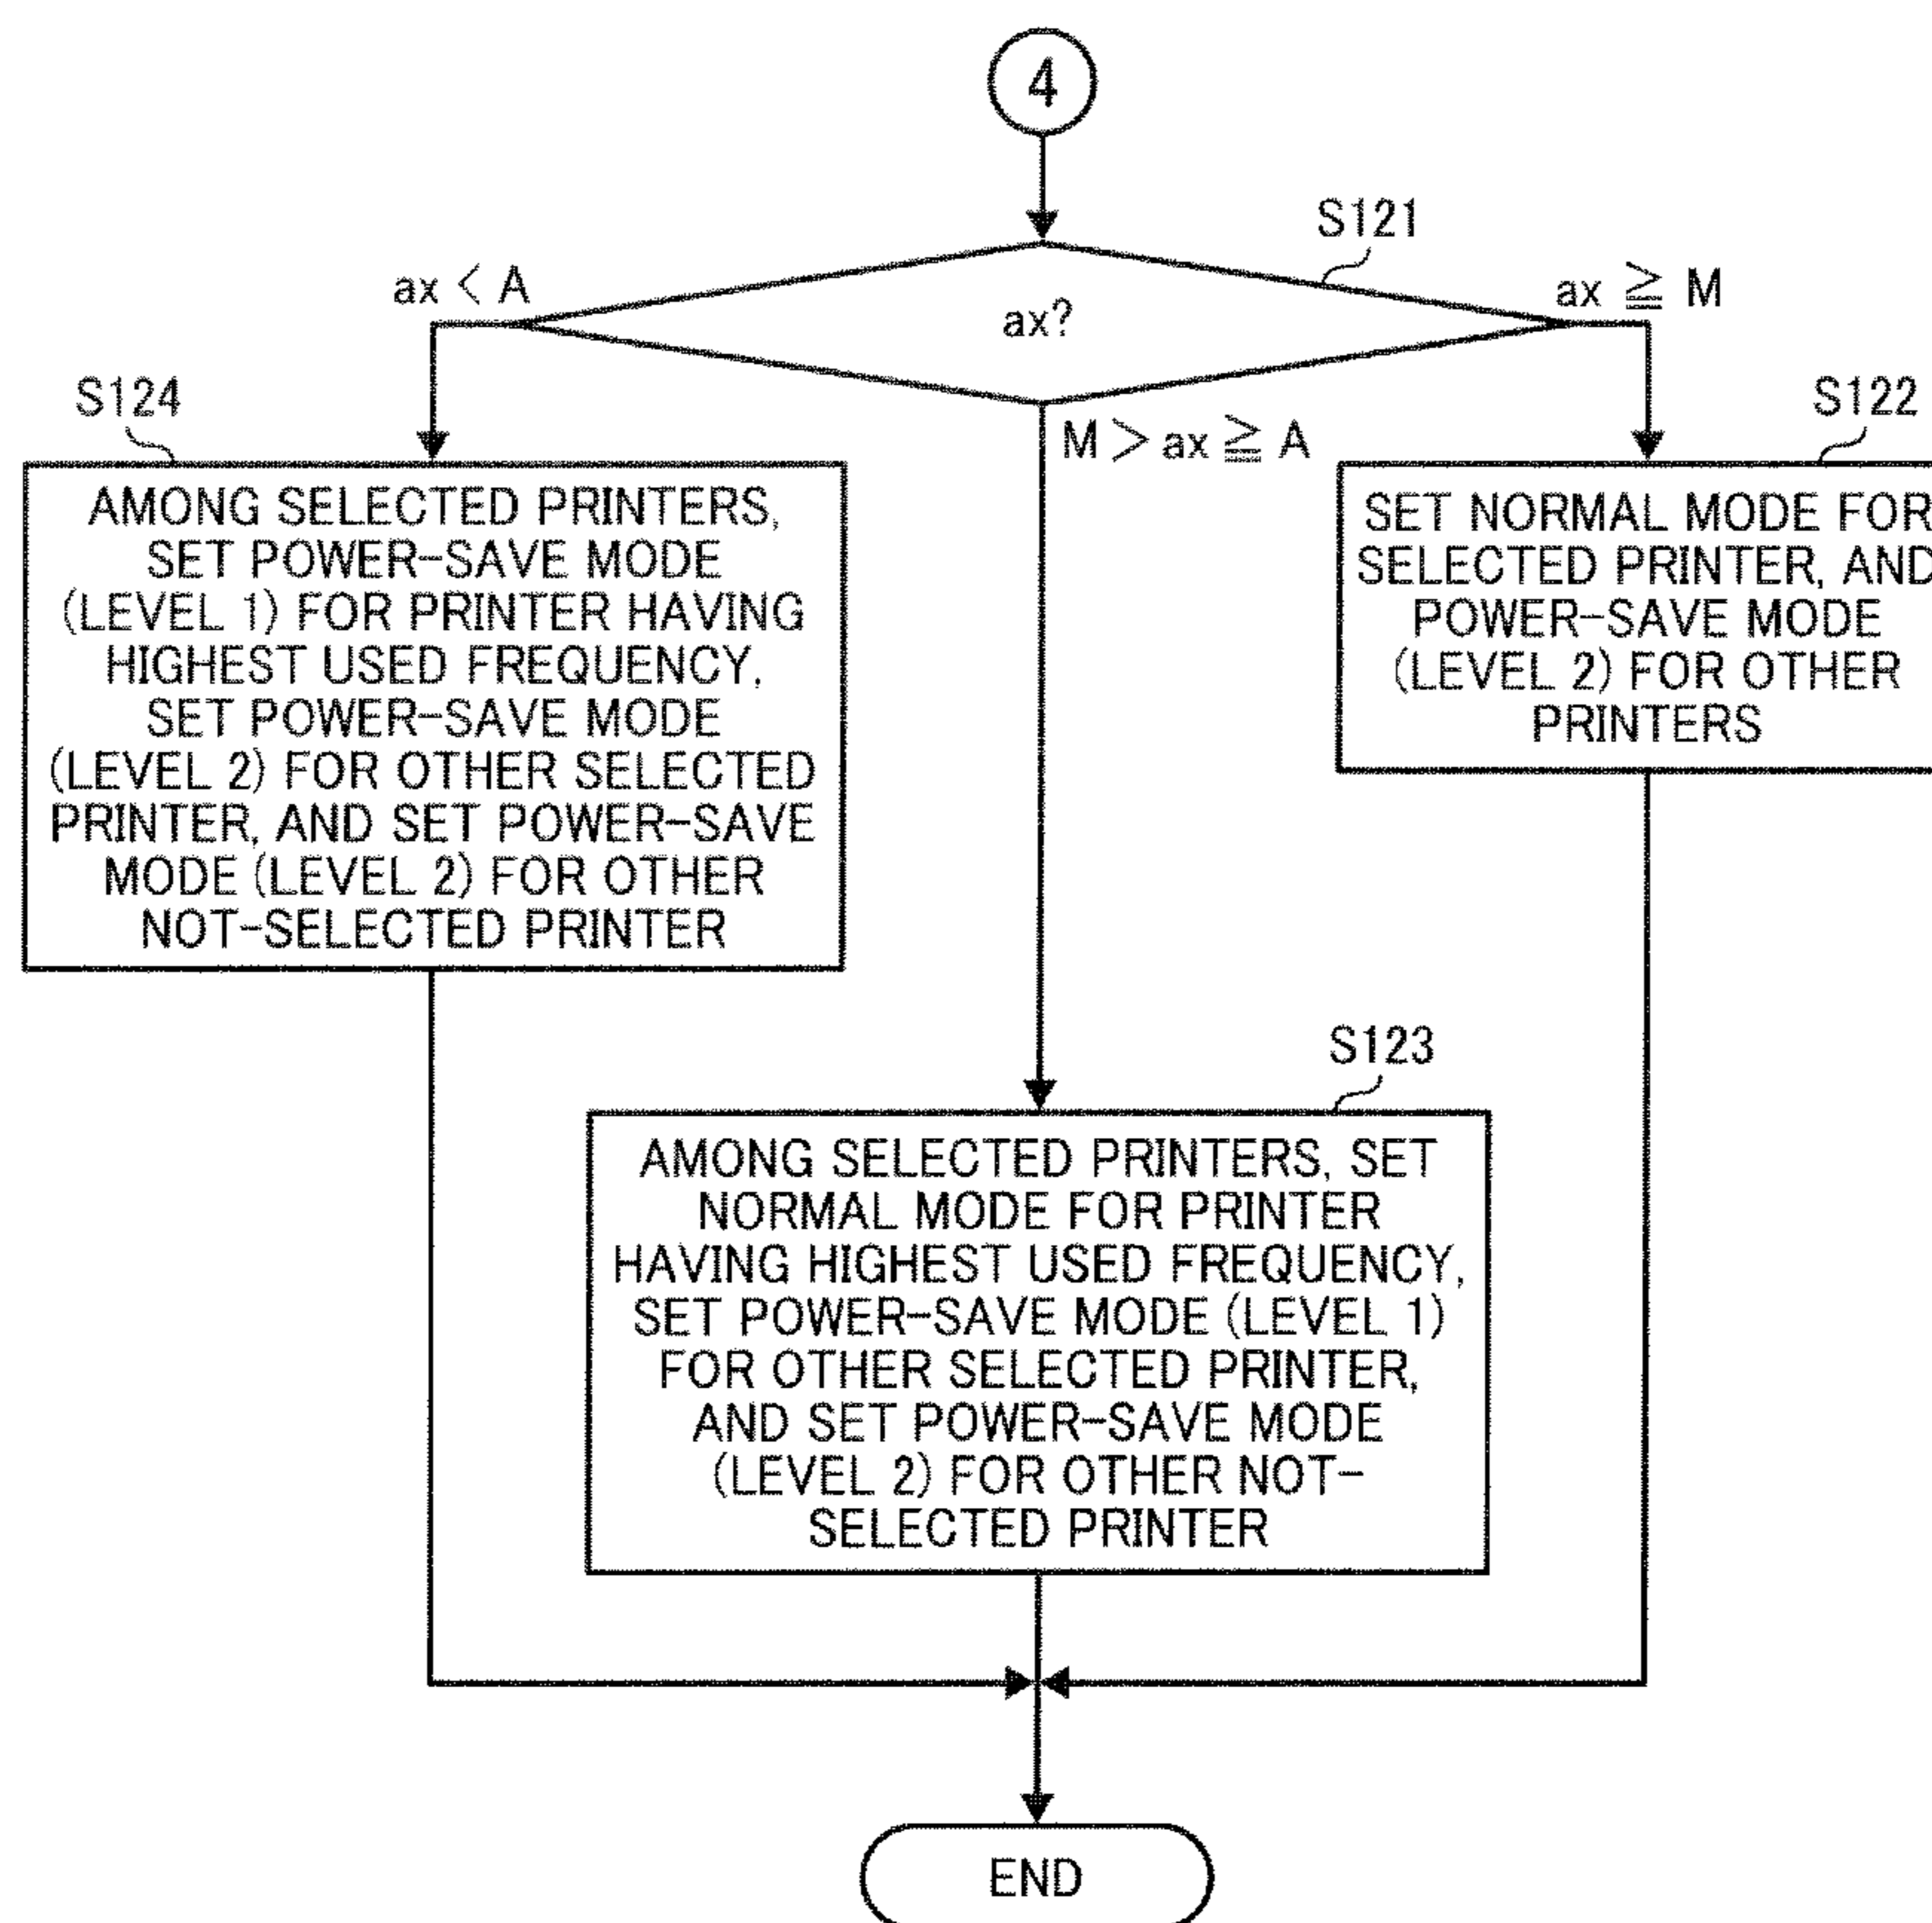 4
S121
ax < A
ax?
ax ≧ M
S124
S122
M > ax ≧ A
AMONG SELECTED PRINTERS,
SET POWER-SAVE MODE
(LEVEL 1) FOR PRINTER HAVING
HIGHEST USED FREQUENCY,
SET POWER-SAVE MODE
(LEVEL 2) FOR OTHER SELECTED
PRINTER, AND SET POWER-SAVE
MODE (LEVEL 2) FOR OTHER
NOT-SELECTED PRINTER
SET NORMAL MODE FOR
SELECTED PRINTER, AND
POWER-SAVE MODE
(LEVEL 2) FOR OTHER
PRINTERS
S123
AMONG SELECTED PRINTERS, SET
NORMAL MODE FOR PRINTER
HAVING HIGHEST USED FREQUENCY,
SET POWER-SAVE MODE (LEVEL 1)
FOR OTHER SELECTED PRINTER,
AND SET POWER-SAVE MODE
(LEVEL 2) FOR OTHER NOT-
SELECTED PRINTER
END